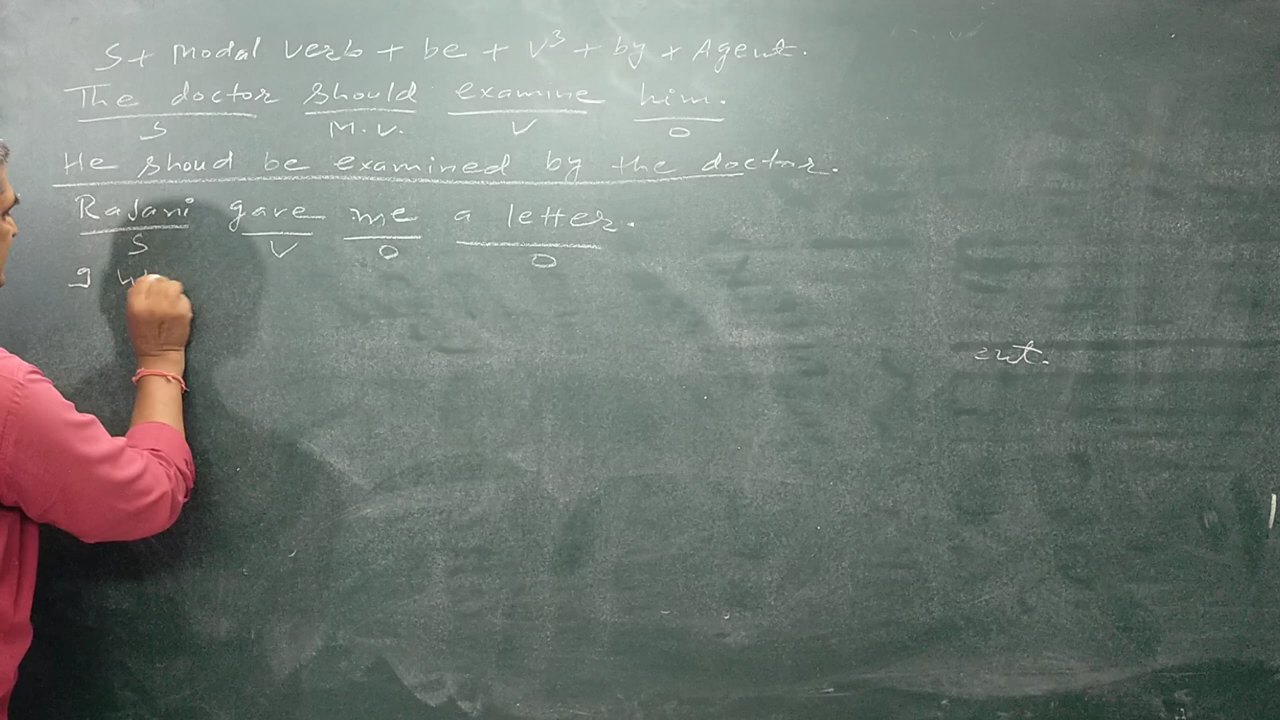 S + Modal Verb + be + V³ + by + Agent.
The doctor should examine him.
S M.V. V O
He shoud be examined by the doctor.
Rajani gave me a letter.
S V O O
I W
ent.